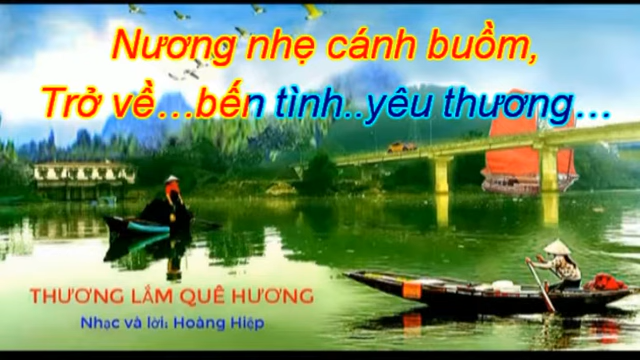 Nương nhẹ cánh buồm,
Trở về...bến tình..yêu thương...
THƯƠNG LẮM QUÊ HƯƠNG
Nhạc và lời: Hoàng Hiệp